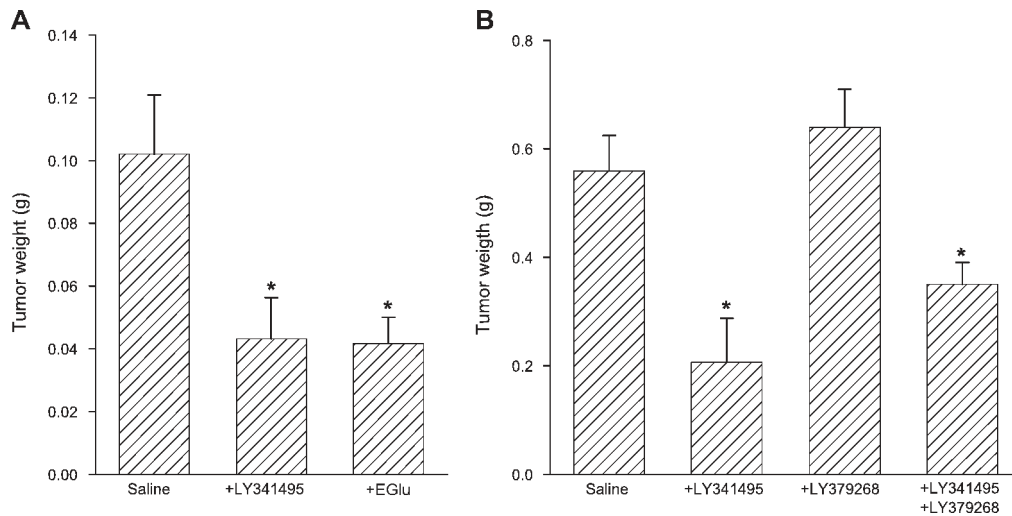 A
Tumor weight (g)
0.14
0.12
0.10
0.08
0.06
0.04
0.02
0.00
*
*
Saline
+LY341495
+EGlu
B
Tumor weigth (g)
0.8
0.6
0.4
0.2
0.0
*
*
Saline
+LY341495
+LY379268
+LY341495
+LY379268